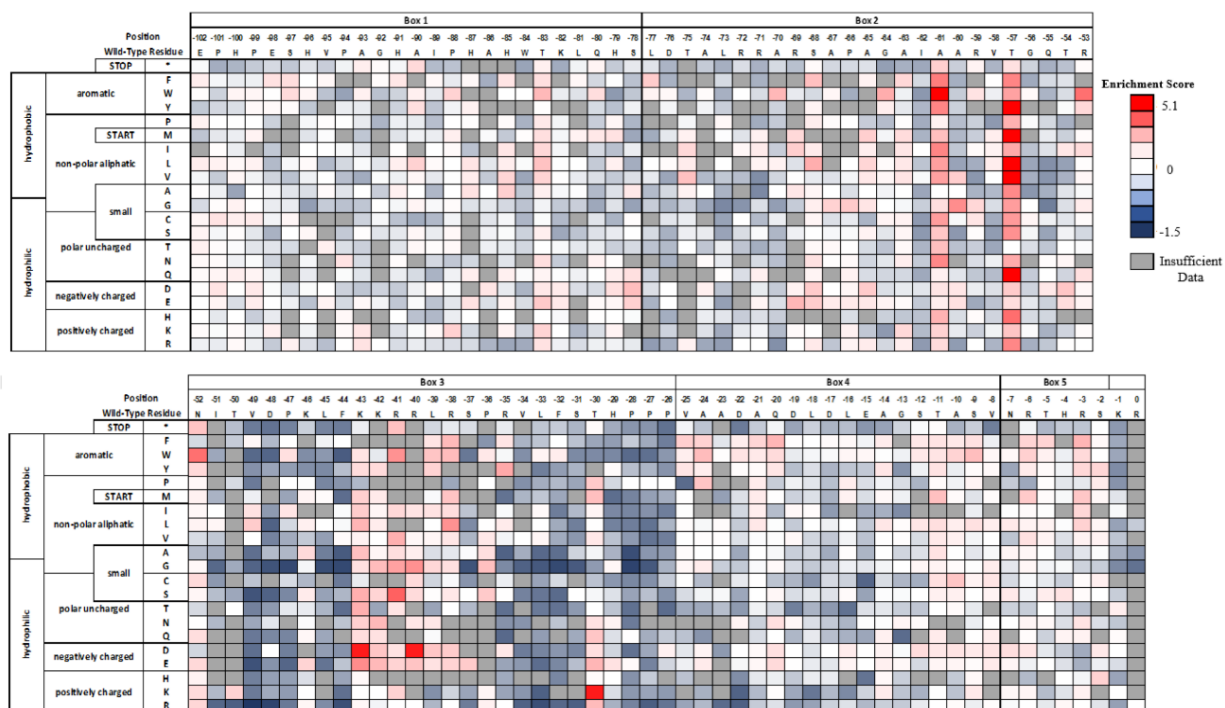 Box 1 Box 2
Position -102 -101 -100 -99 -98 -97 -96 -95 -94 -93 -92 -91 -90 -89 -88 -87 -86 -85 -84 -83 -82 -81 -80 -79 -78 -77 -76 -75 -74 -73 -72 -71 -70 -69 -68 -67 -66 -65 -64 -63 -62 -61 -60 -59 -58 -57 -56 -55 -54 -53
Wild-Type Residue E P H P E S H V P A G H A I P H A H W T K L Q H S L D T A L R R A R S A P A G A I A A R V T G Q T R
STOP *
hydrophobic
aromatic
F
W
Y
P
START M
I
non-polar aliphatic L
V
A
hydrophilic
small
G
C
S
polar uncharged T
N
Q
negatively charged
D
E
H
positively charged K
R
Enrichment Score
5.1
0
-1.5
Insufficient
Data
Box 3 Box 4 Box 5
Position -52 -51 -50 -49 -48 -47 -46 -45 -44 -43 -42 -41 -40 -39 -38 -37 -36 -35 -34 -33 -32 -31 -30 -29 -28 -27 -26 -25 -24 -23 -22 -21 -20 -19 -18 -17 -16 -15 -14 -13 -12 -11 -10 -9 -8 -7 -6 -5 -4 -3 -2 -1 0
Wild-Type Residue N I T V D P K L F K K R R L R S P R V L F S T H P P P V A A D A Q D L D L E A G S T A S V N R T H R S K R
STOP *
hydrophobic
aromatic
F
W
Y
P
START M
I
non-polar aliphatic L
V
A
hydrophilic
small
G
C
S
polar uncharged T
N
Q
negatively charged
D
E
H
positively charged K
R